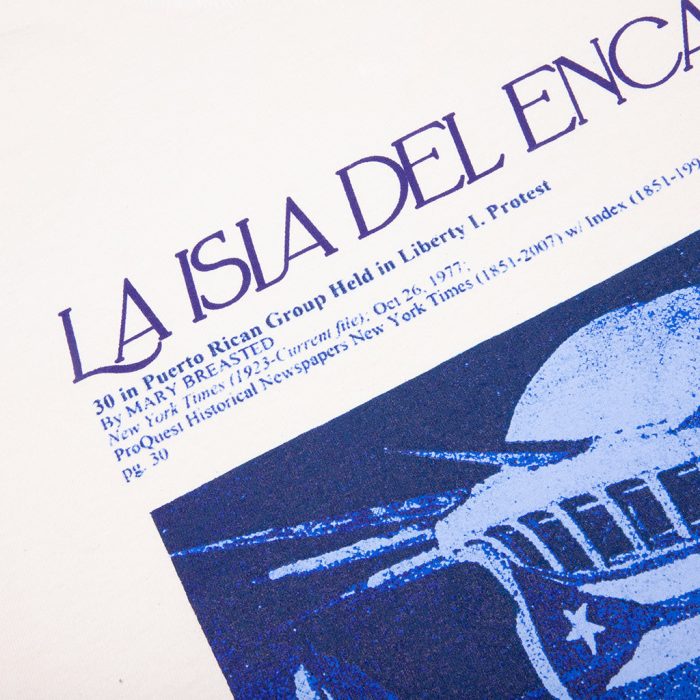 LA ISLA DEL ENCA
30 in Puerto Rican Group Held in Liberty I. Protest
By MARY BREASTED
New York Times (1923-Current file); Oct 26, 1977;
ProQuest Historical Newspapers New York Times (1851-2007) w/ Index (1851-199
pg. 30